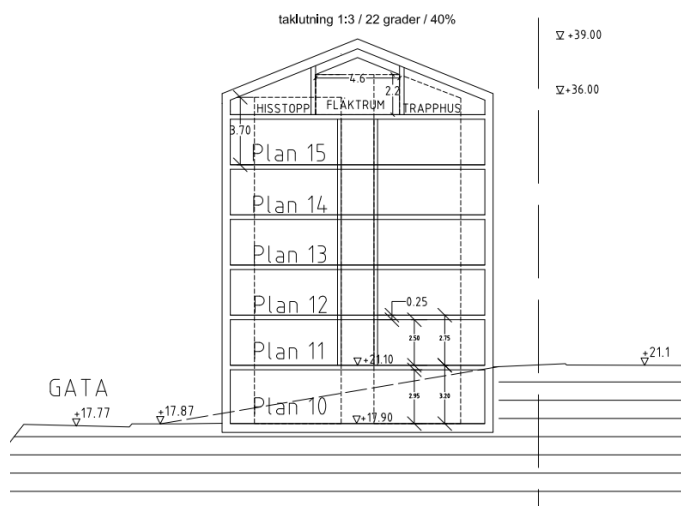 taklutning 1:3 / 22 grader / 40%
+39.00
+36.00
4.6
2.2
HISSTOPP FLÄKTRUM TRAPPHUS
3.70
Plan 15
Plan 14
Plan 13
Plan 12
0.25
2.50 2.75
Plan 11
+21.10
+21.1
GATA
+17.77
+17.87
Plan 10
2.95 3.20
+17.90